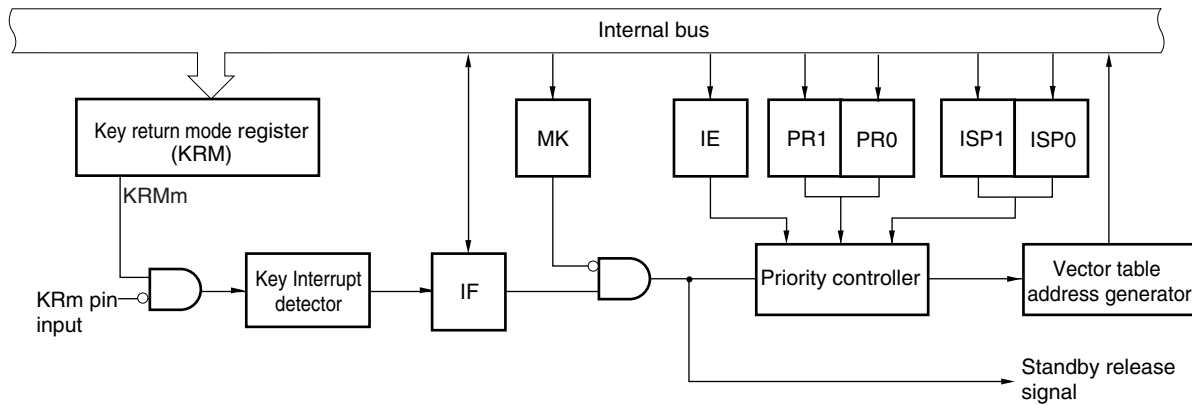 Internal bus
Key return mode register
(KRM)
MK
IE
PR1
PR0
ISP1
ISP0
KRMm
KRm pin
input
Key Interrupt
detector
IF
Priority controller
Vector table
address generator
Standby release
signal